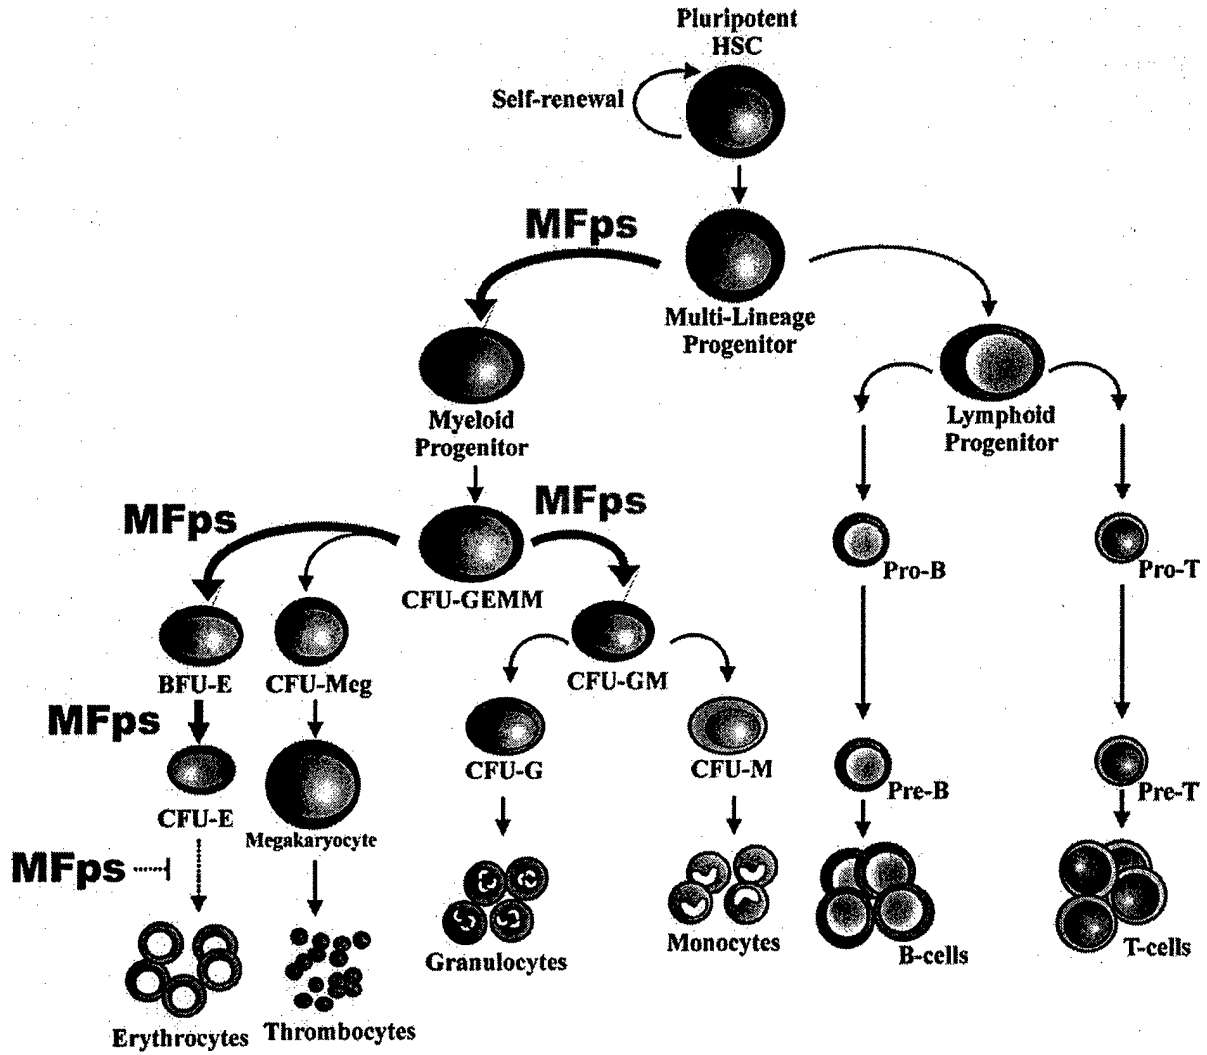 Pluripotent
HSC
Self-renewal
MFps
Multi-Lineage
Progenitor
Myeloid
Progenitor
Lymphoid
Progenitor
MFps
MFps
CFU-GEMM
Pro-B
Pro-T
BFU-E
CFU-Meg
CFU-GM
MFps
CFU-G
CFU-M
Pre-B
Pre-T
CFU-E
Megakaryocyte
MFps
Granulocytes
Monocytes
B-cells
T-cells
Erythrocytes
Thrombocytes